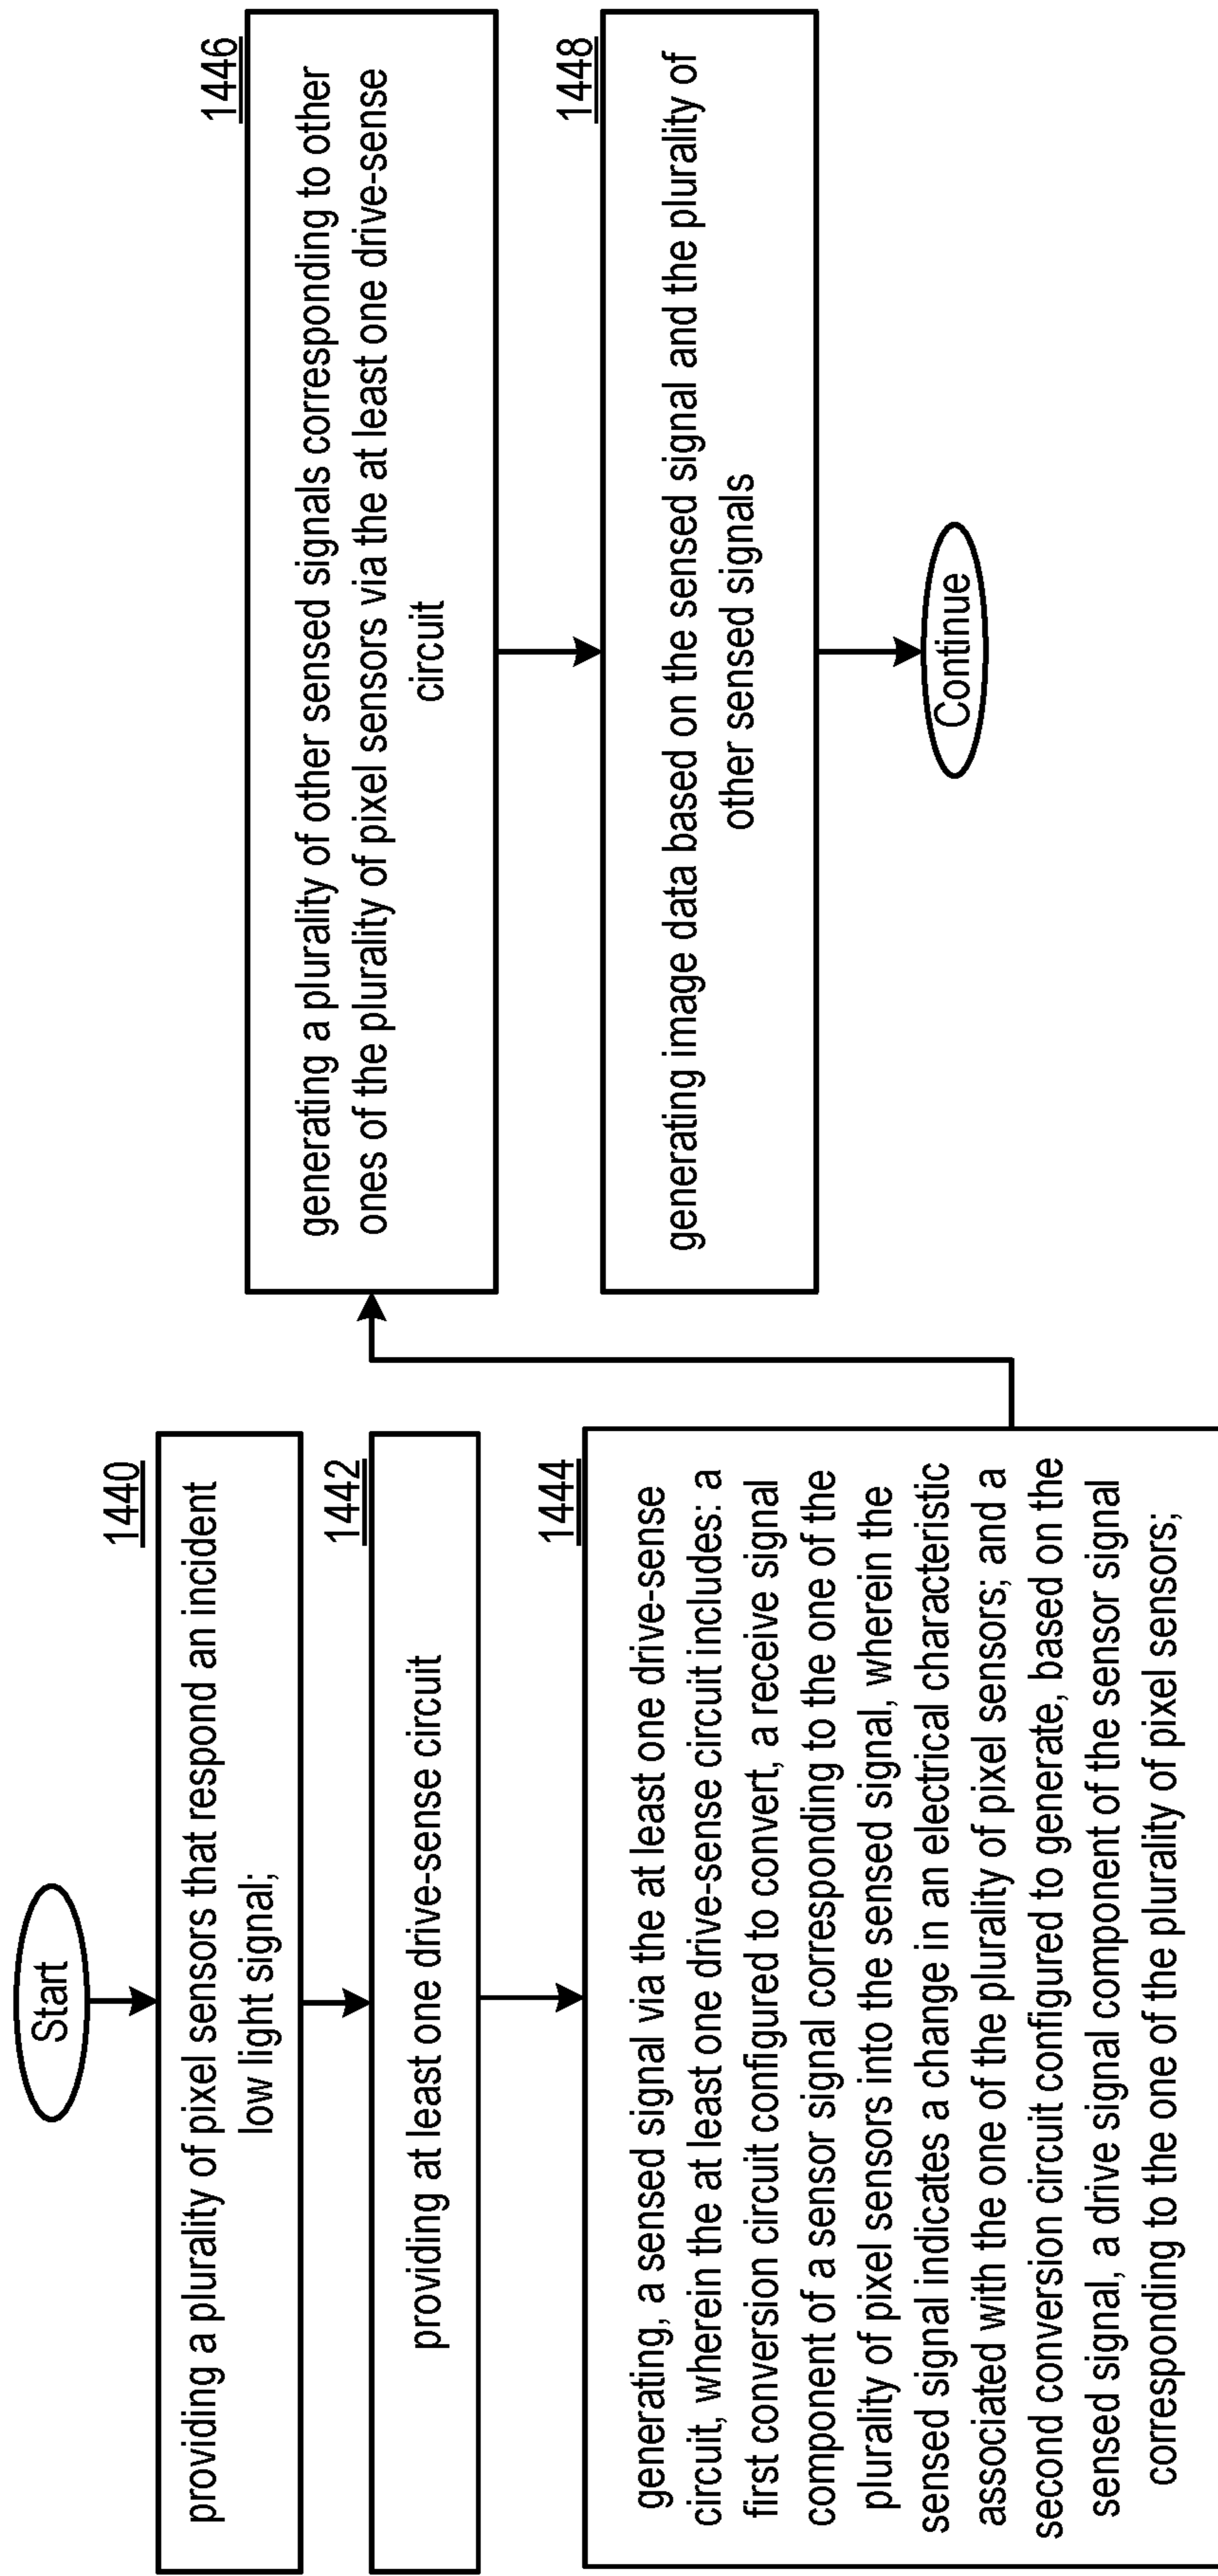 Start
1440
providing a plurality of pixel sensors that respond an incident
low light signal;
1442
providing at least one drive-sense circuit
1444
generating, a sensed signal via the at least one drive-sense
circuit, wherein the at least one drive-sense circuit includes: a
first conversion circuit configured to convert, a receive signal
component of a sensor signal corresponding to the one of the
plurality of pixel sensors into the sensed signal, wherein the
sensed signal indicates a change in an electrical characteristic
associated with the one of the plurality of pixel sensors; and a
second conversion circuit configured to generate, based on the
sensed signal, a drive signal component of the sensor signal
corresponding to the one of the plurality of pixel sensors;
1446
generating a plurality of other sensed signals corresponding to other
ones of the plurality of pixel sensors via the at least one drive-sense
circuit
1448
generating image data based on the sensed signal and the plurality of
other sensed signals
Continue